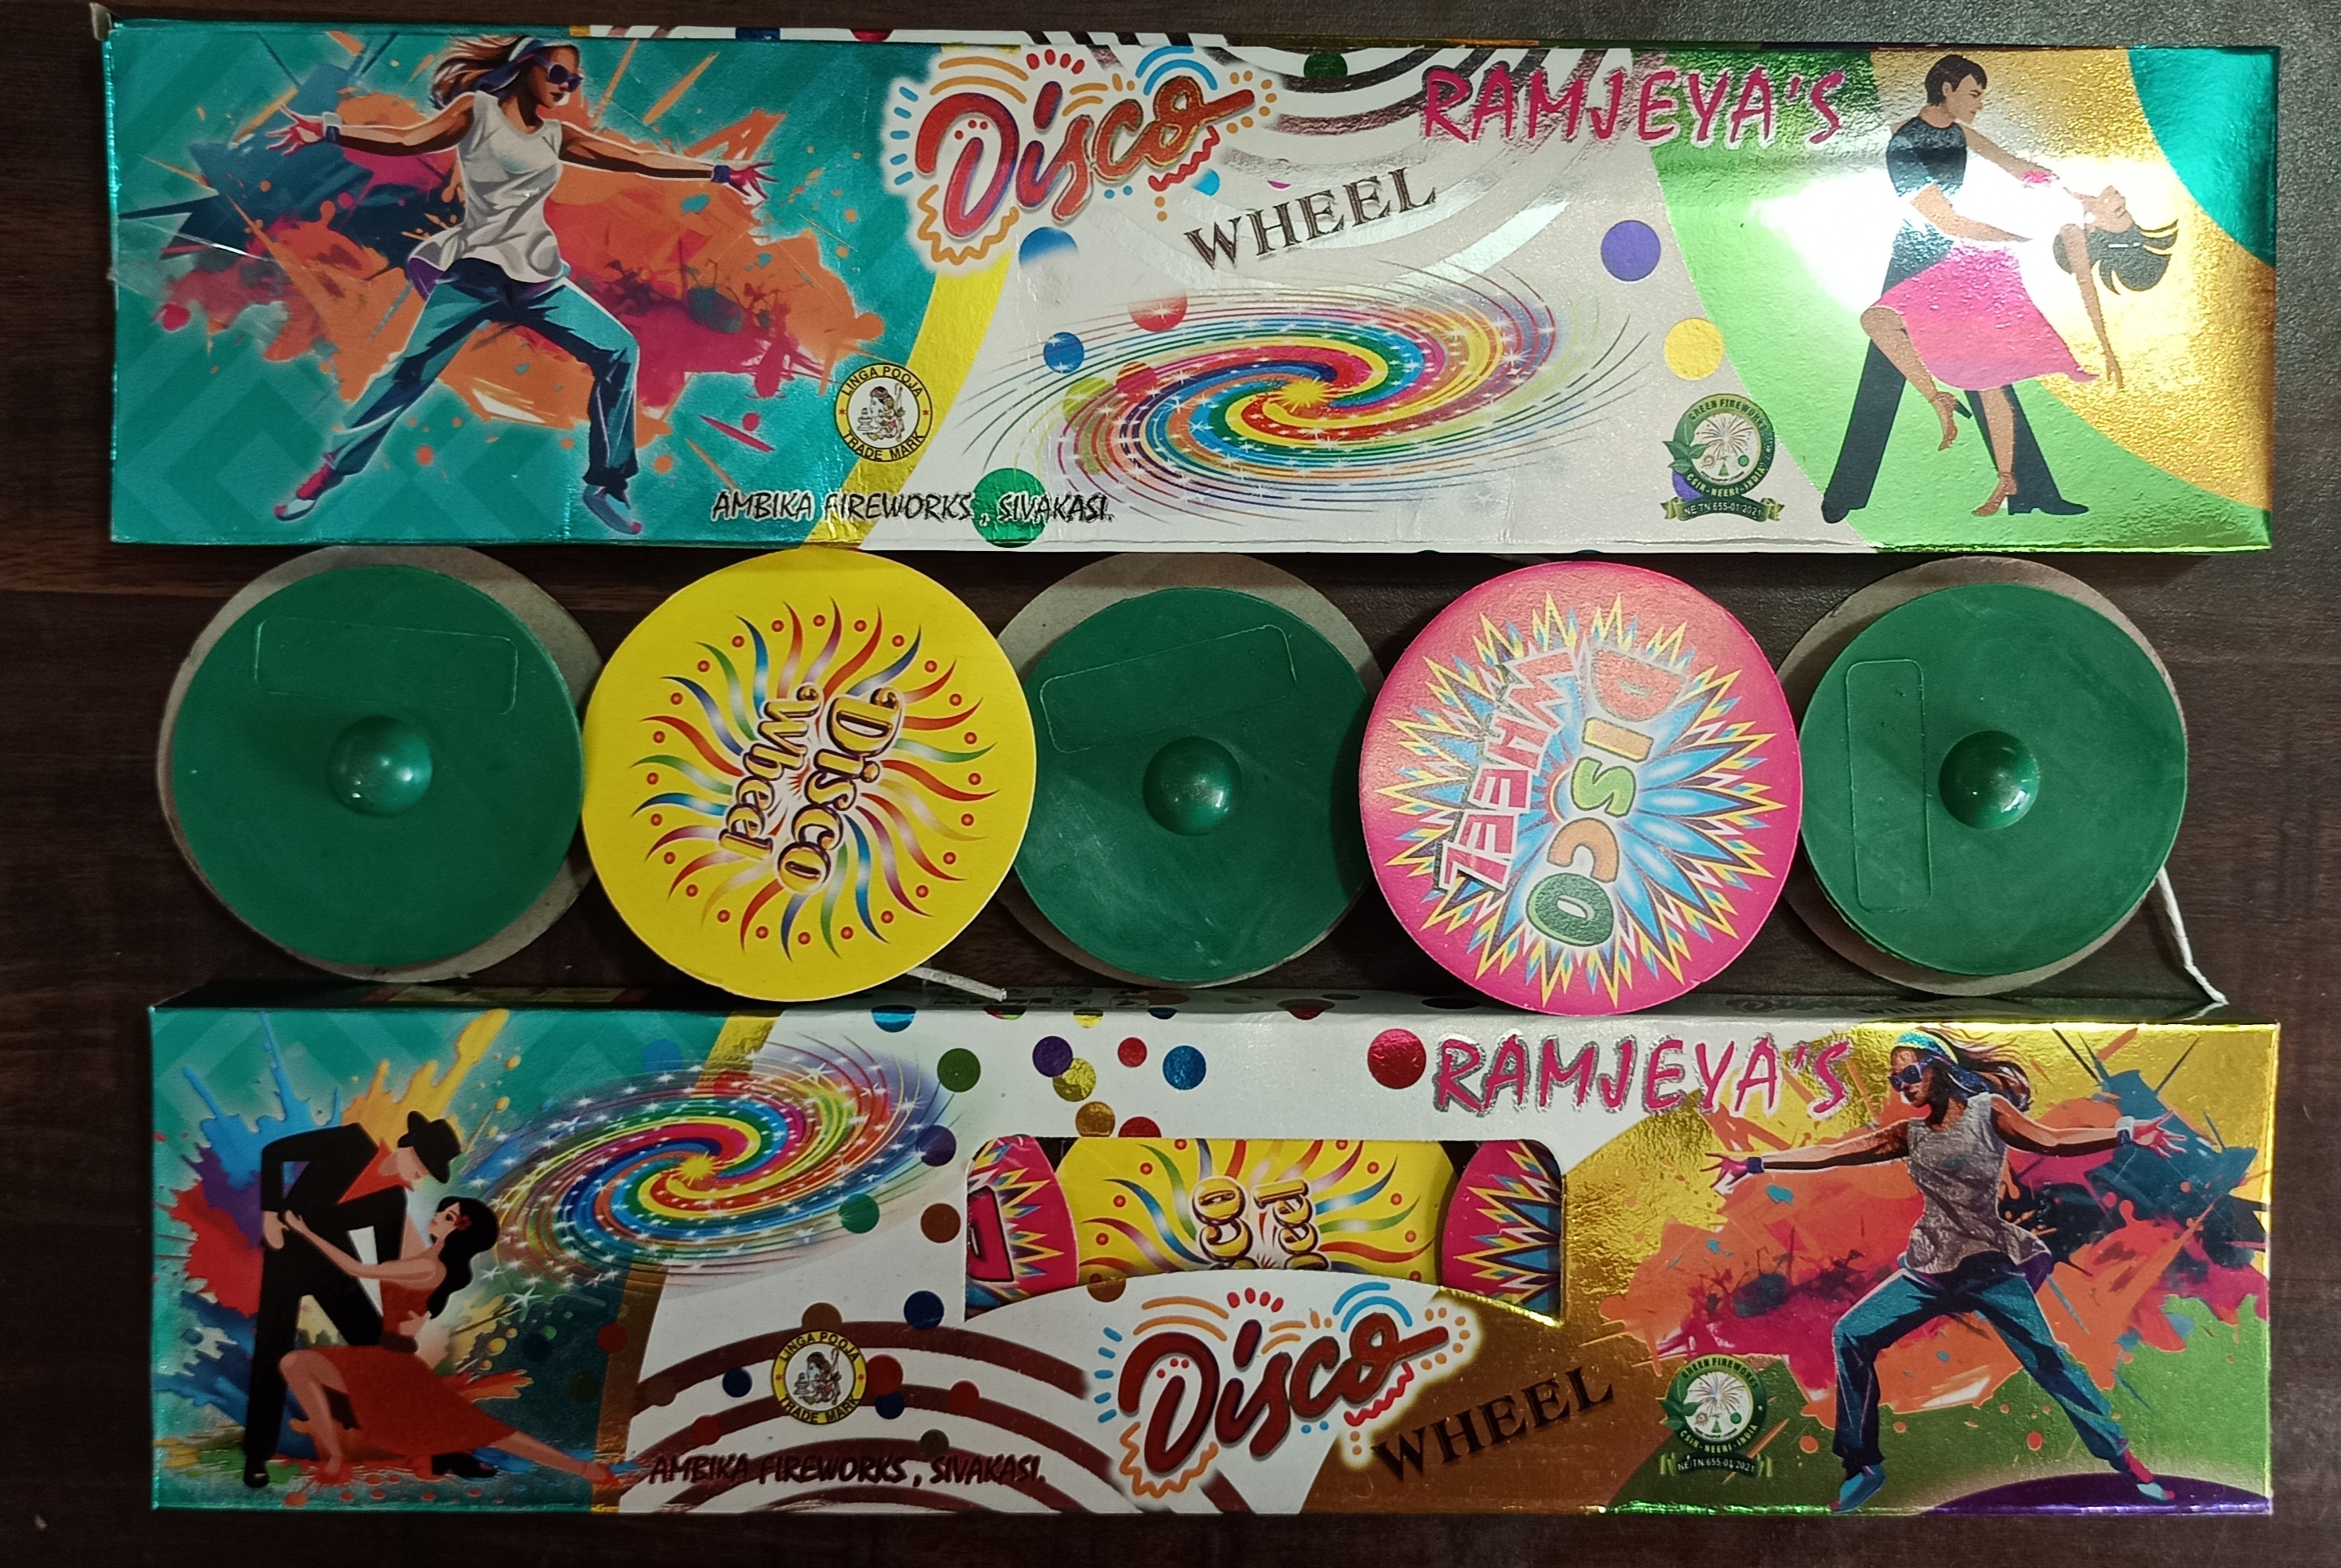 Disco
WHEEL
RAMJEYA'S
LINGA POOJA
TRADE MARK
GREEN FIREWORKS
CSIR-NEERI-INDIA
NE TN 655-01/2021
AMBIKA FIREWORKS, SIVAKASI.
Disco
Wheel
DISCO
WHEEL
RAMJEYA'S
LINGA POOJA
TRADE MARK
Disco
WHEEL
GREEN FIREWORKS
CSIR-NEERI-INDIA
NE TN 655-01/2021
AMBIKA FIREWORKS, SIVAKASI.